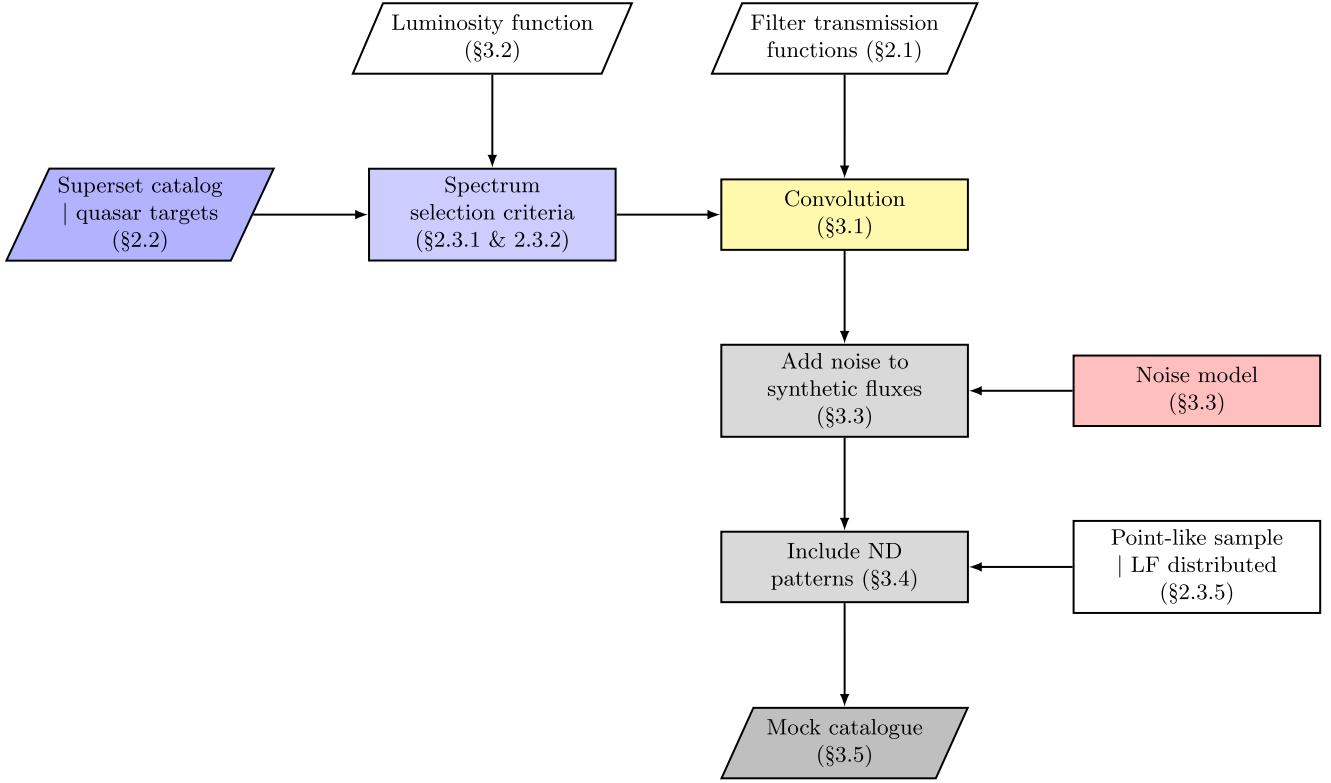 Luminosity function
(§3.2)
Filter transmission
functions (§2.1)
Superset catalog
| quasar targets
(§2.2)
Spectrum
selection criteria
(§2.3.1 & 2.3.2)
Convolution
(§3.1)
Add noise to
synthetic fluxes
(§3.3)
Noise model
(§3.3)
Include ND
patterns (§3.4)
Point-like sample
| LF distributed
(§2.3.5)
Mock catalogue
(§3.5)